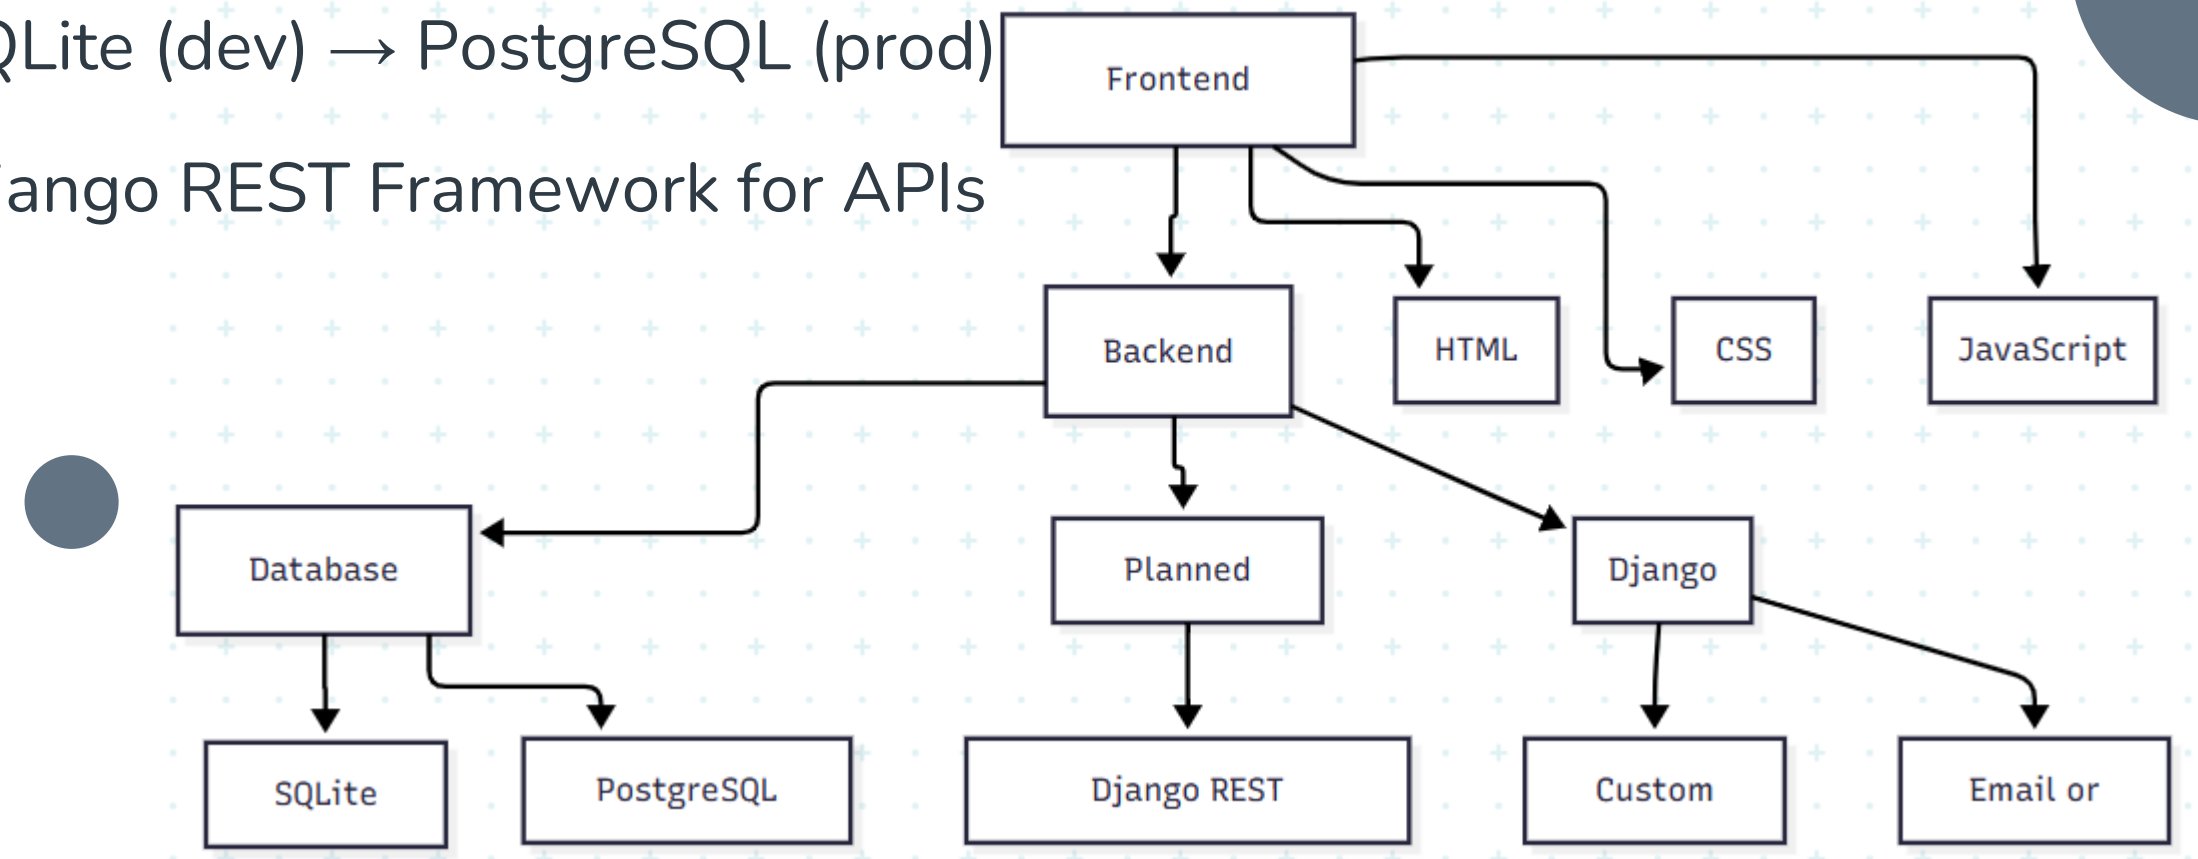 QLite (dev) → PostgreSQL (prod)
ango REST Framework for APIs
Frontend
Backend
HTML
CSS
JavaScript
Database
Planned
Django
SQLite
PostgreSQL
Django REST
Custom
Email or